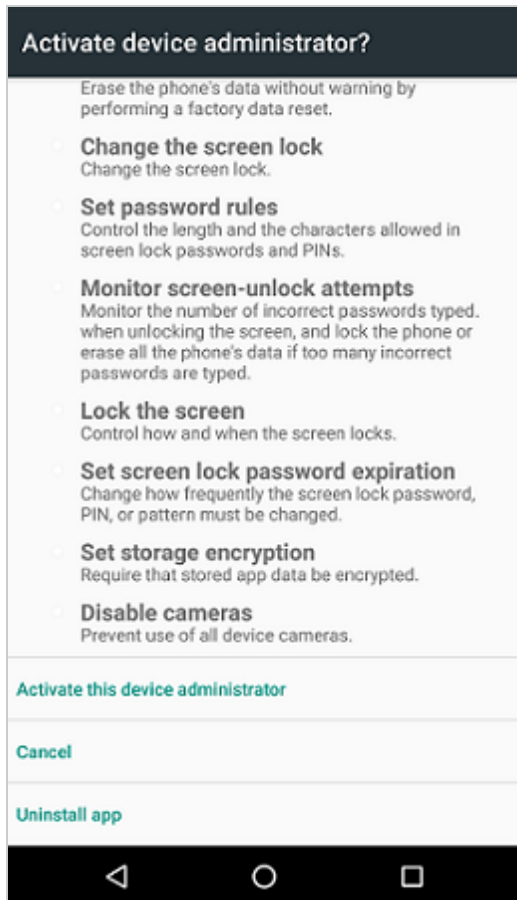 Activate device administrator?
Erase the phone's data without warning by
performing a factory data reset.
Change the screen lock
Change the screen lock.
Set password rules
Control the length and the characters allowed in
screen lock passwords and PINs.
Monitor screen-unlock attempts
Monitor the number of incorrect passwords typed.
when unlocking the screen, and lock the phone or
erase all the phone's data if too many incorrect
passwords are typed.
Lock the screen
Control how and when the screen locks.
Set screen lock password expiration
Change how frequently the screen lock password,
PIN, or pattern must be changed.
Set storage encryption
Require that stored app data be encrypted.
Disable cameras
Prevent use of all device cameras.
Activate this device administrator
Cancel
Uninstall app